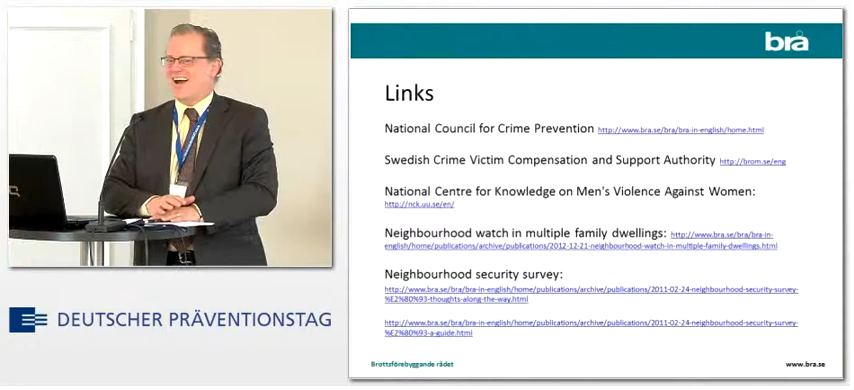 brå
Links
National Council for Crime Prevention http://www.bra.se/bra/bra-in-english/home.html
Swedish Crime Victim Compensation and Support Authority http://brom.se/eng
National Centre for Knowledge on Men's Violence Against Women:
http://nck.uu.se/en/
Neighbourhood watch in multiple family dwellings: http://www.bra.se/bra/bra-in-
english/home/publications/archive/publications/2012-12-21-neighbourhood-watch-in-multiple-family-dwellings.html
Neighbourhood security survey:
http://www.bra.se/bra/bra-in-english/home/publications/archive/publications/2011-02-24-neighbourhood-security-survey-
%E2%80%93-thoughts-along-the-way.html
http://www.bra.se/bra/bra-in-english/home/publications/archive/publications/2011-02-24-neighbourhood-security-survey-
%E2%80%93-a-guide.html
Brottsförebyggande rådet
www.bra.se
DEUTSCHER PRÄVENTIONSTAG